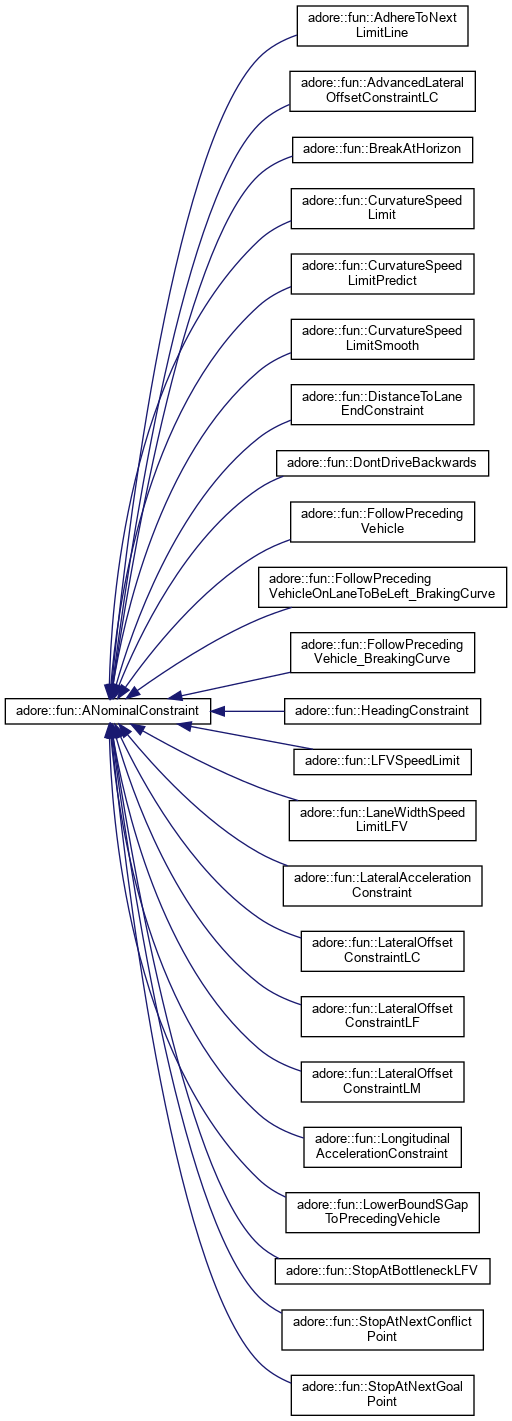 adore::fun::AdhereToNext
LimitLine
adore::fun::AdvancedLateral
OffsetConstraintLC
adore::fun::BreakAtHorizon
adore::fun::CurvatureSpeed
Limit
adore::fun::CurvatureSpeed
LimitPredict
adore::fun::CurvatureSpeed
LimitSmooth
adore::fun::DistanceToLane
EndConstraint
adore::fun::DontDriveBackwards
adore::fun::FollowPreceding
Vehicle
adore::fun::FollowPreceding
VehicleOnLaneToBeLeft_BrakingCurve
adore::fun::FollowPreceding
Vehicle_BreakingCurve
adore::fun::ANominalConstraint
adore::fun::HeadingConstraint
adore::fun::LFVSpeedLimit
adore::fun::LaneWidthSpeed
LimitLFV
adore::fun::LateralAcceleration
Constraint
adore::fun::LateralOffset
ConstraintLC
adore::fun::LateralOffset
ConstraintLF
adore::fun::LateralOffset
ConstraintLM
adore::fun::Longitudinal
AccelerationConstraint
adore::fun::LowerBoundSGap
ToPrecedingVehicle
adore::fun::StopAtBottleneckLFV
adore::fun::StopAtNextConflict
Point
adore::fun::StopAtNextGoal
Point